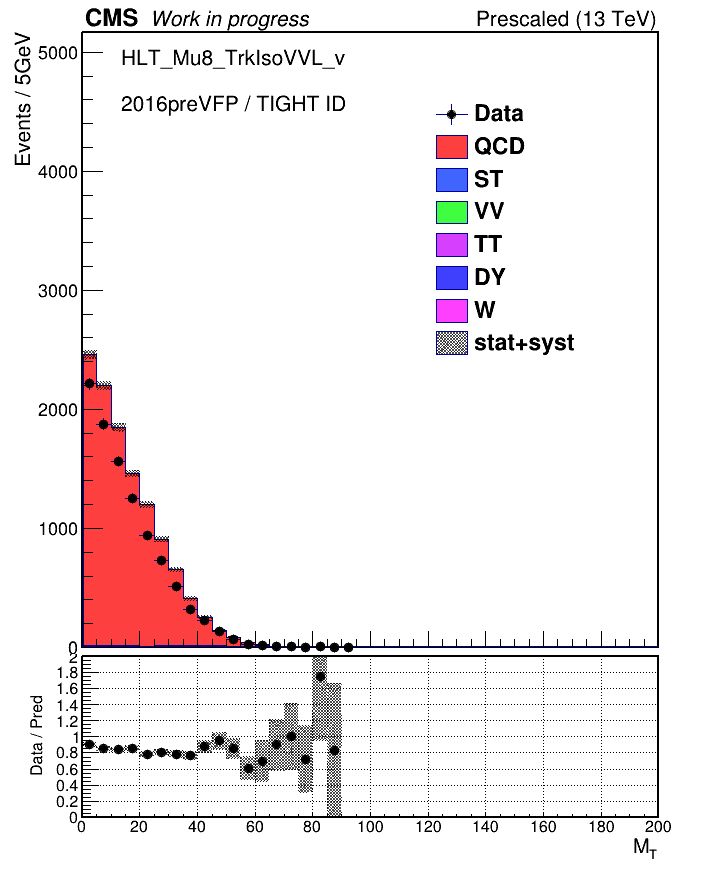 CMS Work in progress Prescaled (13 TeV)
Events / 5GeV
5000
4000
3000
2000
1000
0
HLT_Mu8_TrkIsoVVL_v
2016preVFP / TIGHT ID
Data
QCD
ST
VV
TT
DY
W
stat+syst
Data / Pred
2
1.8
1.6
1.4
1.2
1
0.8
0.6
0.4
0.2
0
0 20 40 60 80 100 120 140 160 180 200
M_T